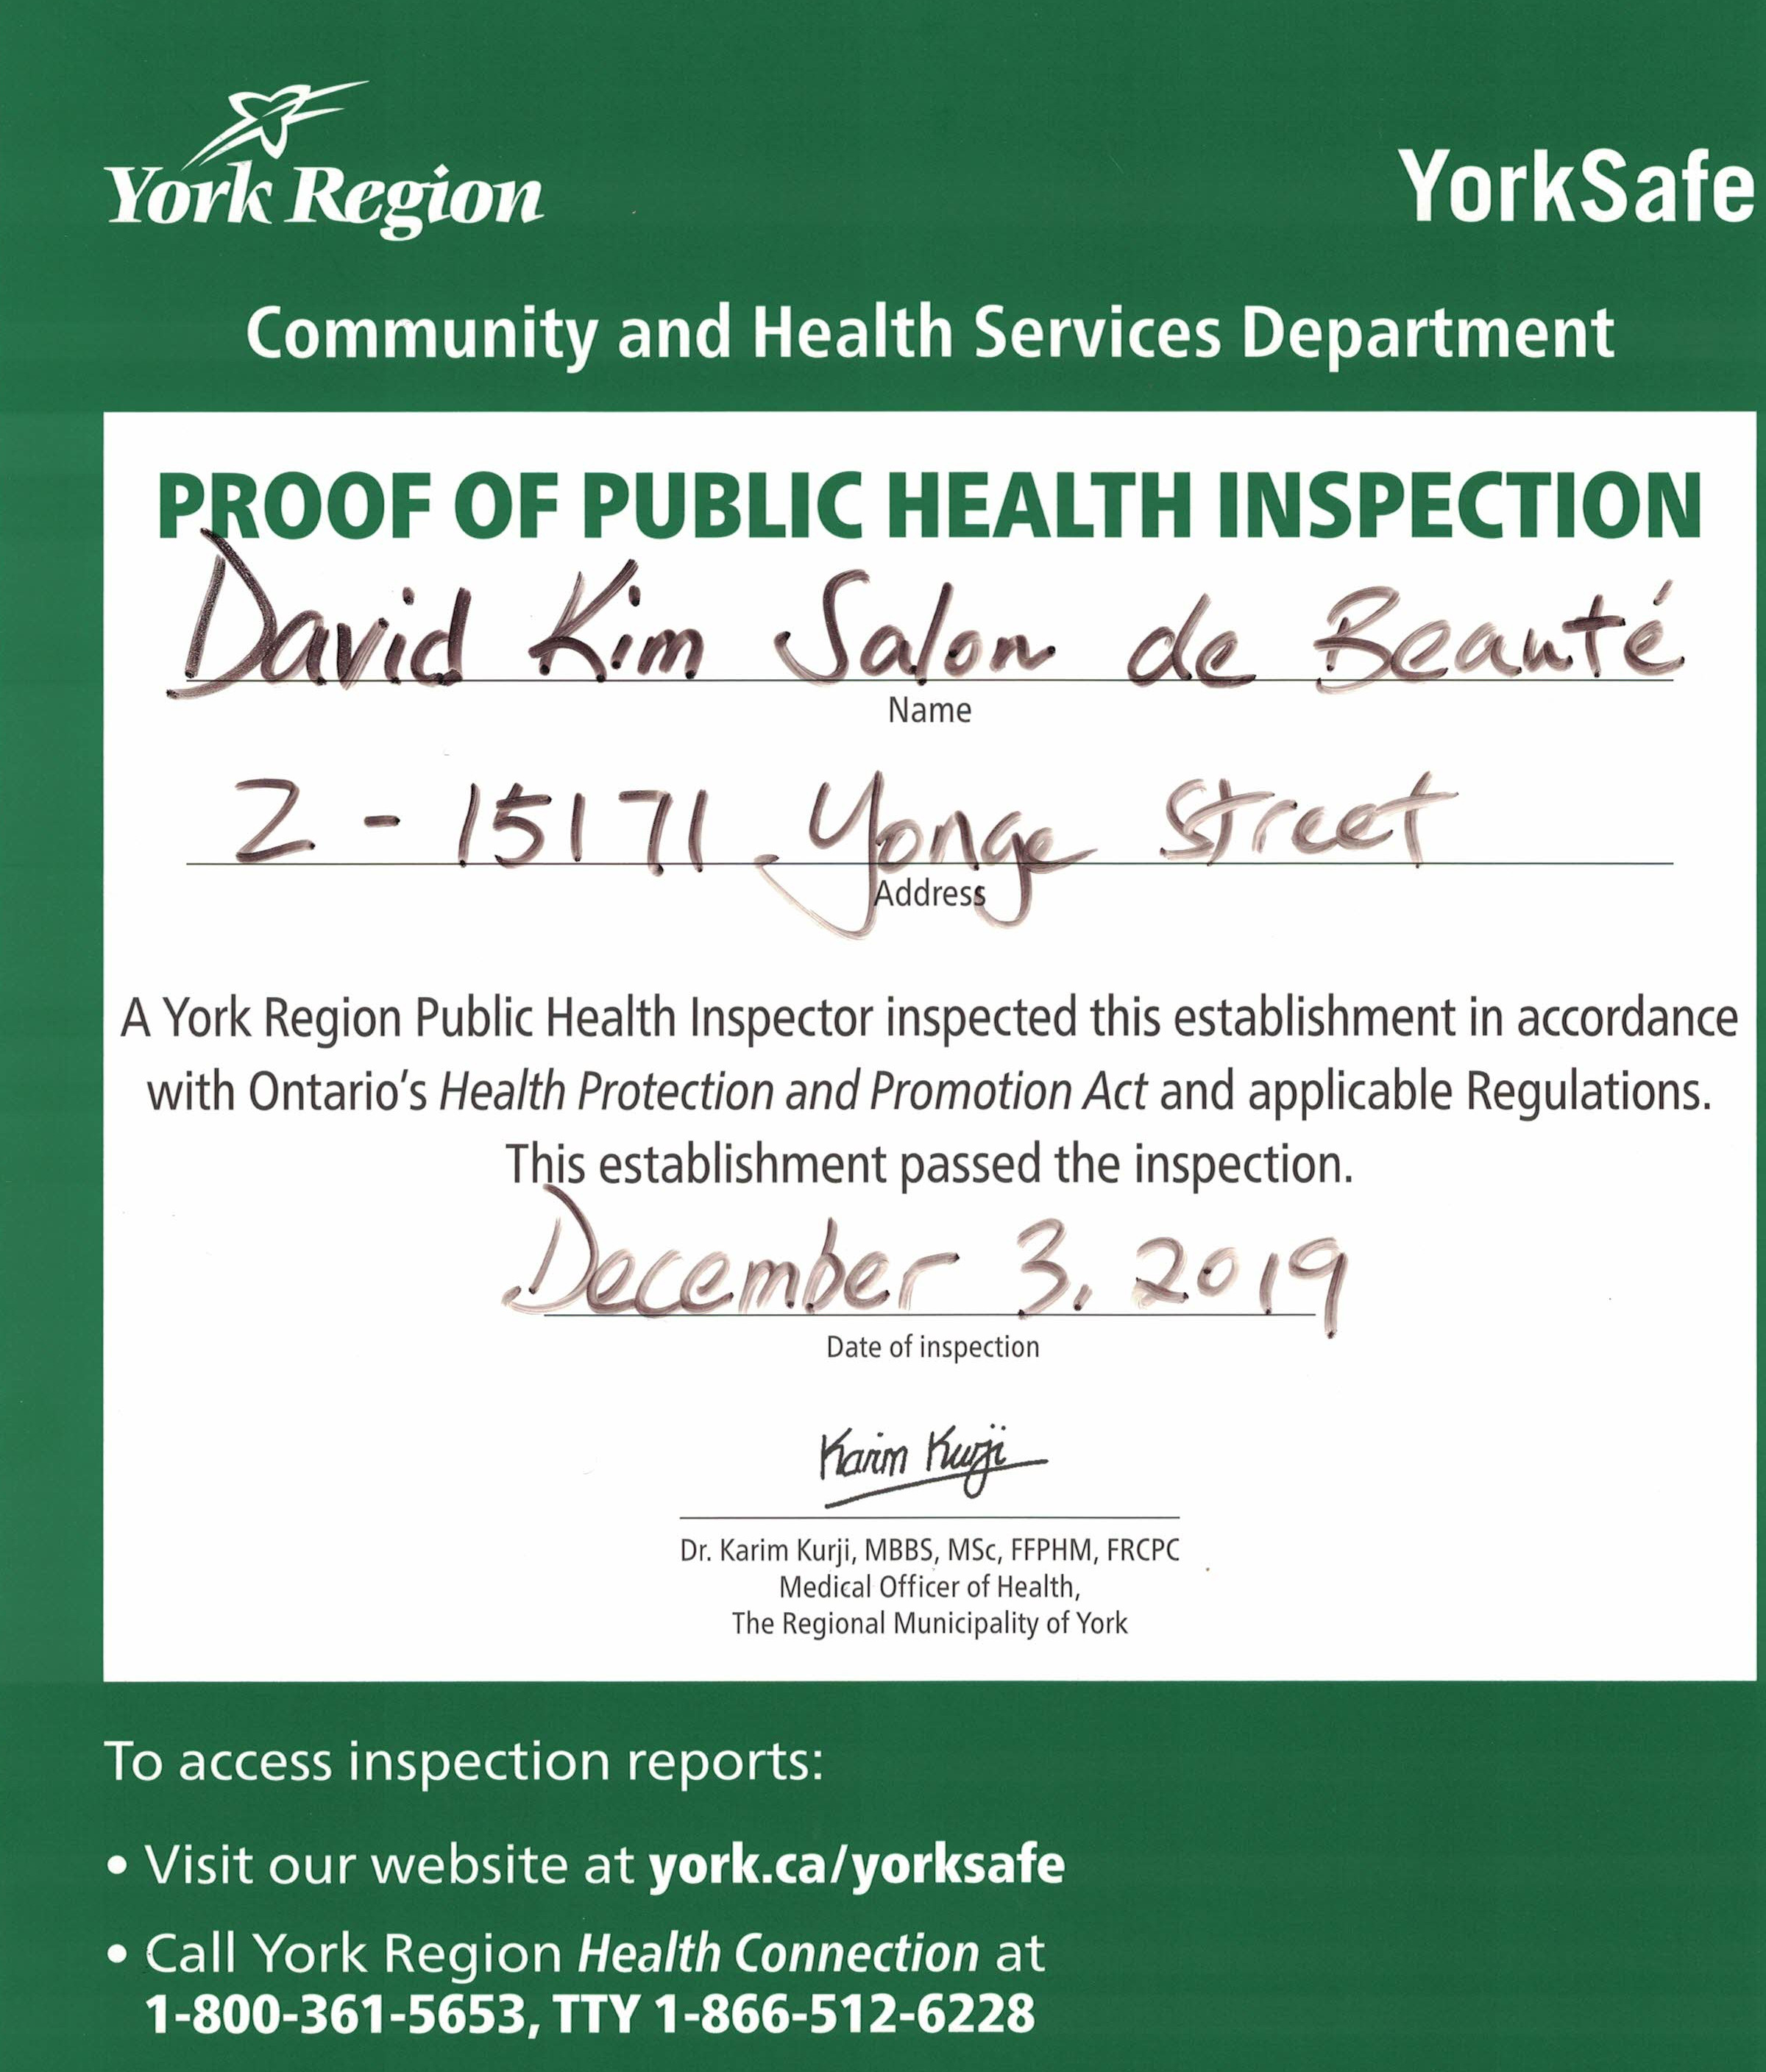 York Region
YorkSafe
Community and Health Services Department
PROOF OF PUBLIC HEALTH INSPECTION
David Kim Salon de Beauté
Name
2 - 15171 Yonge Street
Address
A York Region Public Health Inspector inspected this establishment in accordance
with Ontario's Health Protection and Promotion Act and applicable Regulations.
This establishment passed the inspection.
December 3, 2019
Date of inspection
Karim Kurji
Dr. Karim Kurji, MBBS, MSc, FFPHM, FRCPC
Medical Officer of Health,
The Regional Municipality of York
To access inspection reports:
• Visit our website at york.ca/yorksafe
• Call York Region Health Connection at
1-800-361-5653, TTY 1-866-512-6228